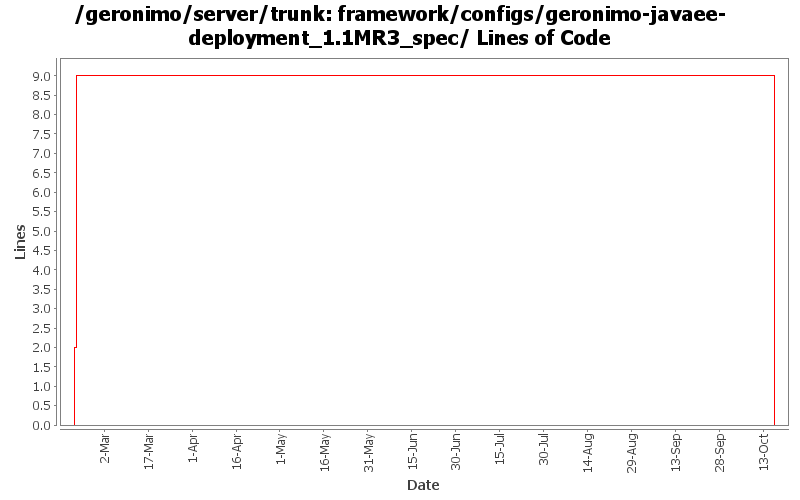 /geronimo/server/trunk: framework/configs/geronimo-javaee-
deployment_1.1MR3_spec/ Lines of Code
9.0
8.5
8.0
7.5
7.0
6.5
6.0
5.5
5.0
4.5
4.0
3.5
3.0
2.5
2.0
1.5
1.0
0.5
0.0
Lines
2-Mar
17-Mar
1-Apr
16-Apr
1-May
16-May
31-May
15-Jun
30-Jun
15-Jul
30-Jul
14-Aug
29-Aug
13-Sep
28-Sep
13-Oct
Date